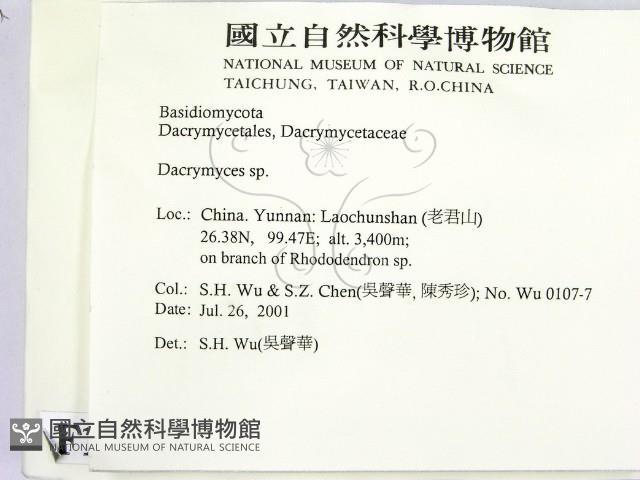 國立自然科學博物館
NATIONAL MUSEUM OF NATURAL SCIENCE
TAICHUNG, TAIWAN, R.O.CHINA
Basidiomycota
Dacrymycetales, Dacrymycetaceae
Dacrymyces sp.
Loc.: China. Yunnan: Laochunshan (老君山)
26.38N, 99.47E; alt. 3,400m;
on branch of Rhododendron sp.
Col.: S.H. Wu & S.Z. Chen(吳聲華, 陳秀珍); No. Wu 0107-7
Date: Jul. 26, 2001
Det.: S.H. Wu(吳聲華)
F
國立自然科學博物館
NATIONAL MUSEUM OF NATURAL SCIENCE